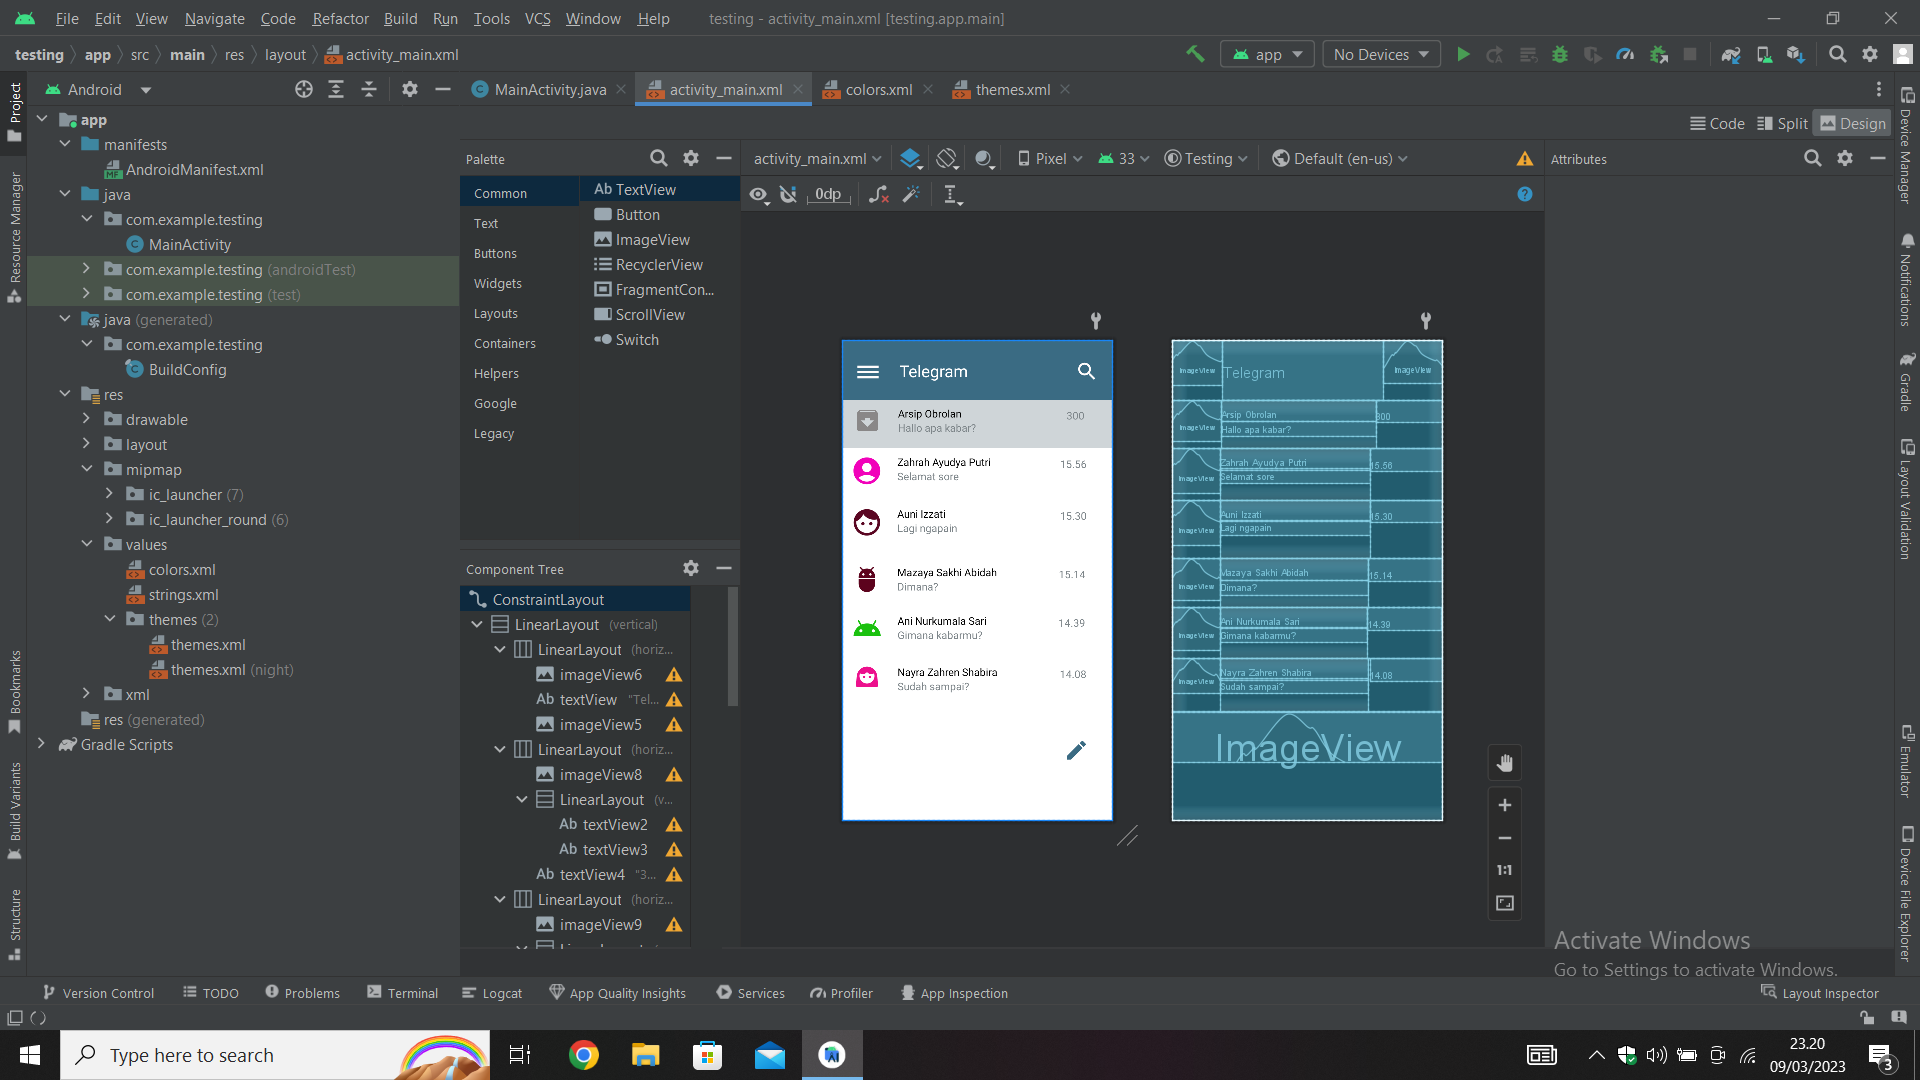 File Edit View Navigate Code Refactor Build Run Tools VCS Window Help testing - activity_main.xml [testing.app.main]
testing app src main res layout activity_main.xml app No Devices
Project
Android
MainActivity.java activity_main.xml colors.xml themes.xml
Code Split Design
app
manifests
AndroidManifest.xml
java
com.example.testing
MainActivity
com.example.testing (androidTest)
com.example.testing (test)
java (generated)
com.example.testing
BuildConfig
res
drawable
layout
mipmap
ic_launcher (7)
ic_launcher_round (6)
values
colors.xml
strings.xml
themes (2)
themes.xml
themes.xml (night)
xml
res (generated)
Gradle Scripts
Resource Manager
Bookmarks
Build Variants
Structure
Palette
Common
Text
Buttons
Widgets
Layouts
Containers
Helpers
Google
Legacy
Ab TextView
Button
ImageView
RecyclerView
FragmentCon...
ScrollView
Switch
Component Tree
ConstraintLayout
LinearLayout (vertical)
LinearLayout (horiz...
imageView6
Ab textView "Tel...
imageView5
LinearLayout (horiz...
imageView8
LinearLayout (v...
Ab textView2
Ab textView3
Ab textView4 "3...
LinearLayout (horiz...
imageView9
activity_main.xml Pixel 33 Testing Default (en-us)
0dp
Telegram
Arsip Obrolan 300
Hallo apa kabar?
Zahrah Ayudya Putri 15.56
Selamat sore
Auni Izzati 15.30
Lagi ngapain
Mazaya Sakhi Abidah 15.14
Dimana?
Ani Nurkumala Sari 14.39
Gimana kabarmu?
Nayra Zahren Shabira 14.08
Sudah sampai?
ImageView Telegram ImageView
Arsip Obrolan 300
ImageView Hallo apa kabar?
Zahrah Ayudya Putri 15.56
ImageView Selamat sore
Auni Izzati 15.30
ImageView Lagi ngapain
Mazaya Sakhi Abidah 15.14
ImageView Dimana?
Ani Nurkumala Sari 14.39
ImageView Gimana kabarmu?
Nayra Zahren Shabira 14.08
ImageView Sudah sampai?
ImageView
1:1
Attributes
Device Manager
Notifications
Gradle
Layout Validation
Emulator
Device File Explorer
Activate Windows
Go to Settings to activate Windows.
Version Control TODO Problems Terminal Logcat App Quality Insights Services Profiler App Inspection Layout Inspector
Type here to search
23.20
09/03/2023
3